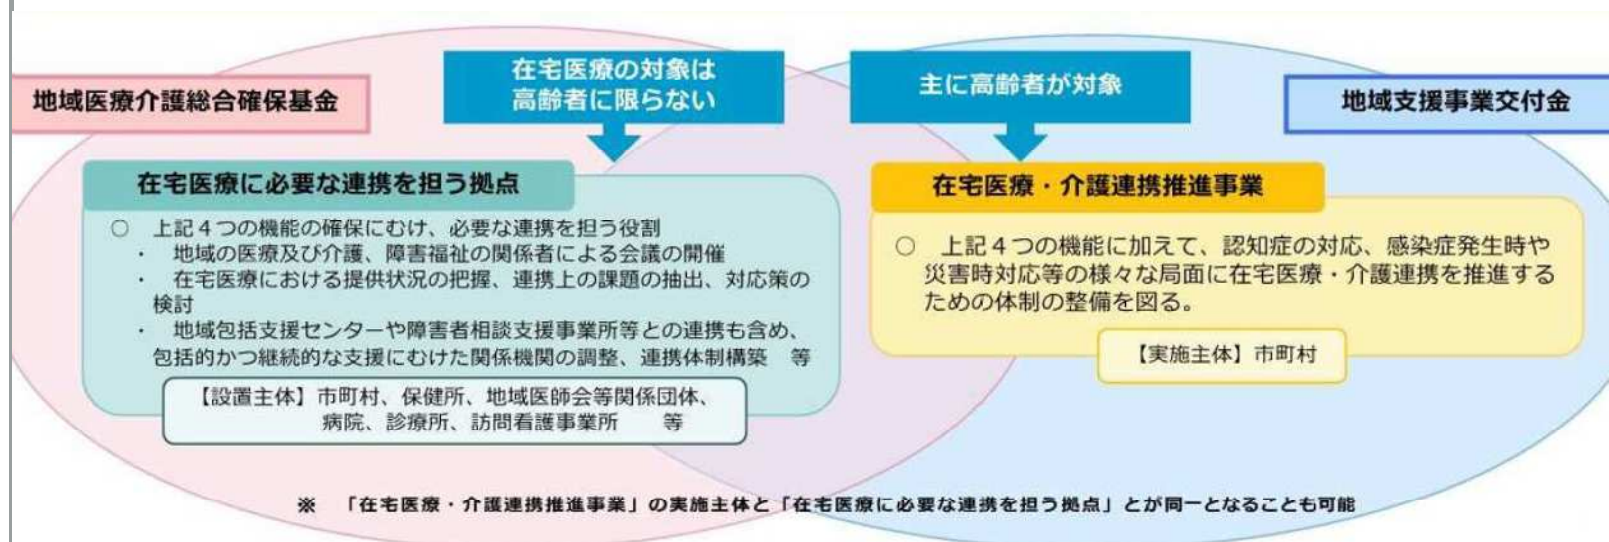 地域医療介護総合確保基金
在宅医療の対象は
高齢者に限らない
主に高齢者が対象
地域支援事業交付金
在宅医療に必要な連携を担う拠点
○ 上記４つの機能の確保にむけ、必要な連携を担う役割
・ 地域の医療及び介護、障害福祉の関係者による会議の開催
・ 在宅医療における提供状況の把握、連携上の課題の抽出、対応策の
検討
・ 地域包括支援センターや障害者相談支援事業所等との連携も含め、
包括的かつ継続的な支援にむけた関係機関の調整、連携体制構築 等
【設置主体】市町村、保健所、地域医師会等関係団体、
病院、診療所、訪問看護事業所 等
在宅医療・介護連携推進事業
○ 上記４つの機能に加えて、認知症の対応、感染症発生時や
災害時対応等の様々な局面に在宅医療・介護連携を推進する
ための体制の整備を図る。
【実施主体】市町村
※ 「在宅医療・介護連携推進事業」の実施主体と「在宅医療に必要な連携を担う拠点」とが同一となることも可能